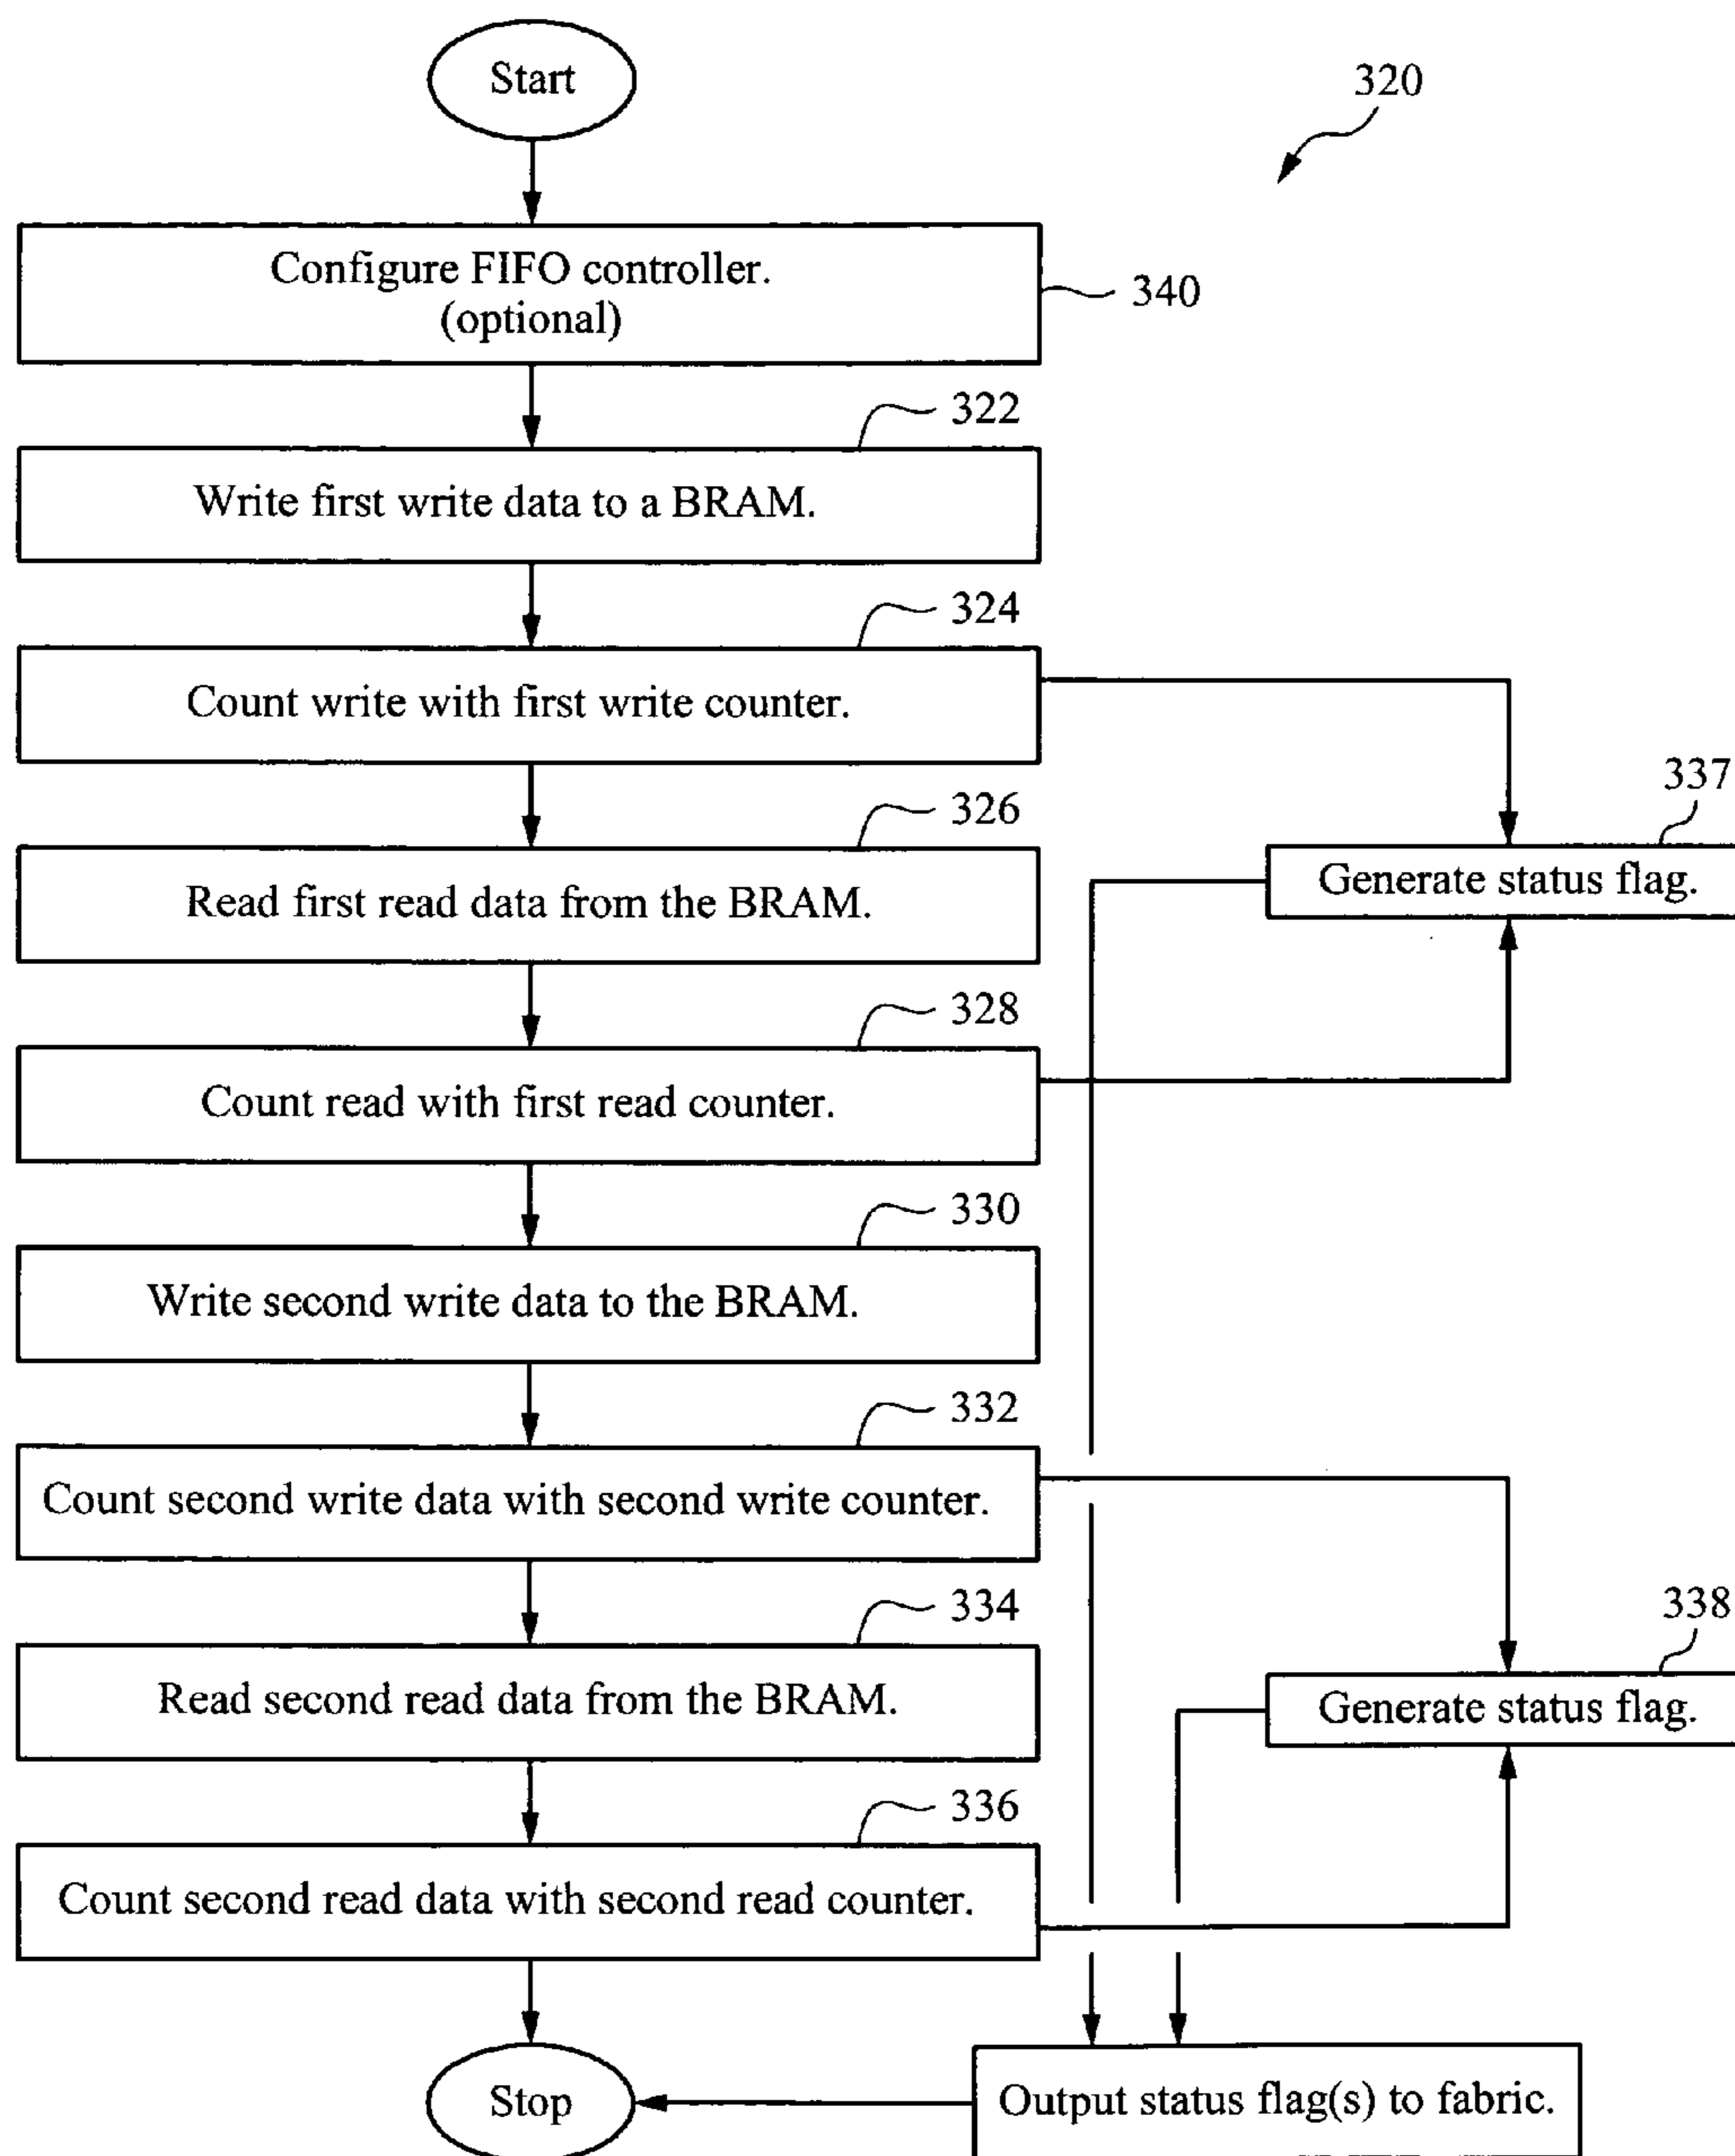 Start
320
Configure FIFO controller.
(optional)
340
322
Write first write data to a BRAM.
324
Count write with first write counter.
337
326
Generate status flag.
Read first read data from the BRAM.
328
Count read with first read counter.
330
Write second write data to the BRAM.
332
Count second write data with second write counter.
334
338
Read second read data from the BRAM.
Generate status flag.
336
Count second read data with second read counter.
Stop
Output status flag(s) to fabric.